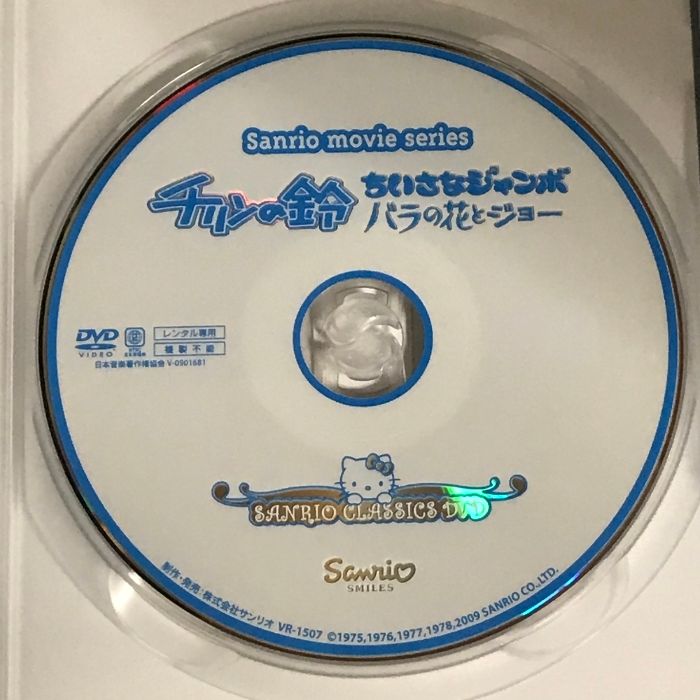 Sanrio movie series
チリンの鈴
ちいさなジャンボ
バラの花とジョー
DVD
VIDEO
レンタル専用
複製不能
日本音楽著作権協会 V-0901681
SANRIO CLASSICS DVD
Sanrio
SMILES
制作・発売:株式会社サンリオ VR-1507 ©1975,1976,1977,1978,2009 SANRIO CO.,LTD.